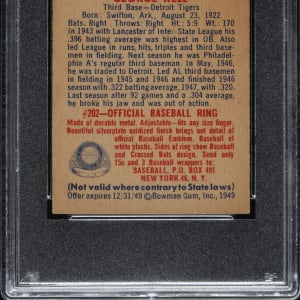 GEORGE KELL
Third Base—Detroit Tigers
Born: Swifton, Ark., August 23, 1922
Bats: Right Throws: Right Ht.: 5:9 Wt.: 170
In 1943 with Lancaster of Inter-State League his
.396 batting average was highest in OB. Also
led League in runs, hits, triples and third base-
men in fielding. Next season he was Philadelphia
A's regular third baseman. In May, 1946,
he was traded to Detroit. Led AL third basemen
in fielding in 1945 and 1946 and finished 1946
season with .322 batting average. 1947, with .320.
Last season after 92 games and a .304 average,
he broke his jaw and was out of action.
#202—OFFICIAL BASEBALL RING
Made of durable metal. Adjustable—fits any size finger.
Beautiful silverplate oxidized finish brings out detail of
official Baseball Emblem. Baseball of
white plastic. Sides of ring show Baseball
and Crossed Bats design. Send only
15c and 3 Baseball wrappers to:
BASEBALL, P.O. BOX 491
NEW YORK 46, N. Y.
(Not valid where contrary to State laws)
Offer expires 12/31/49 ©Bowman Gum, Inc., 1949